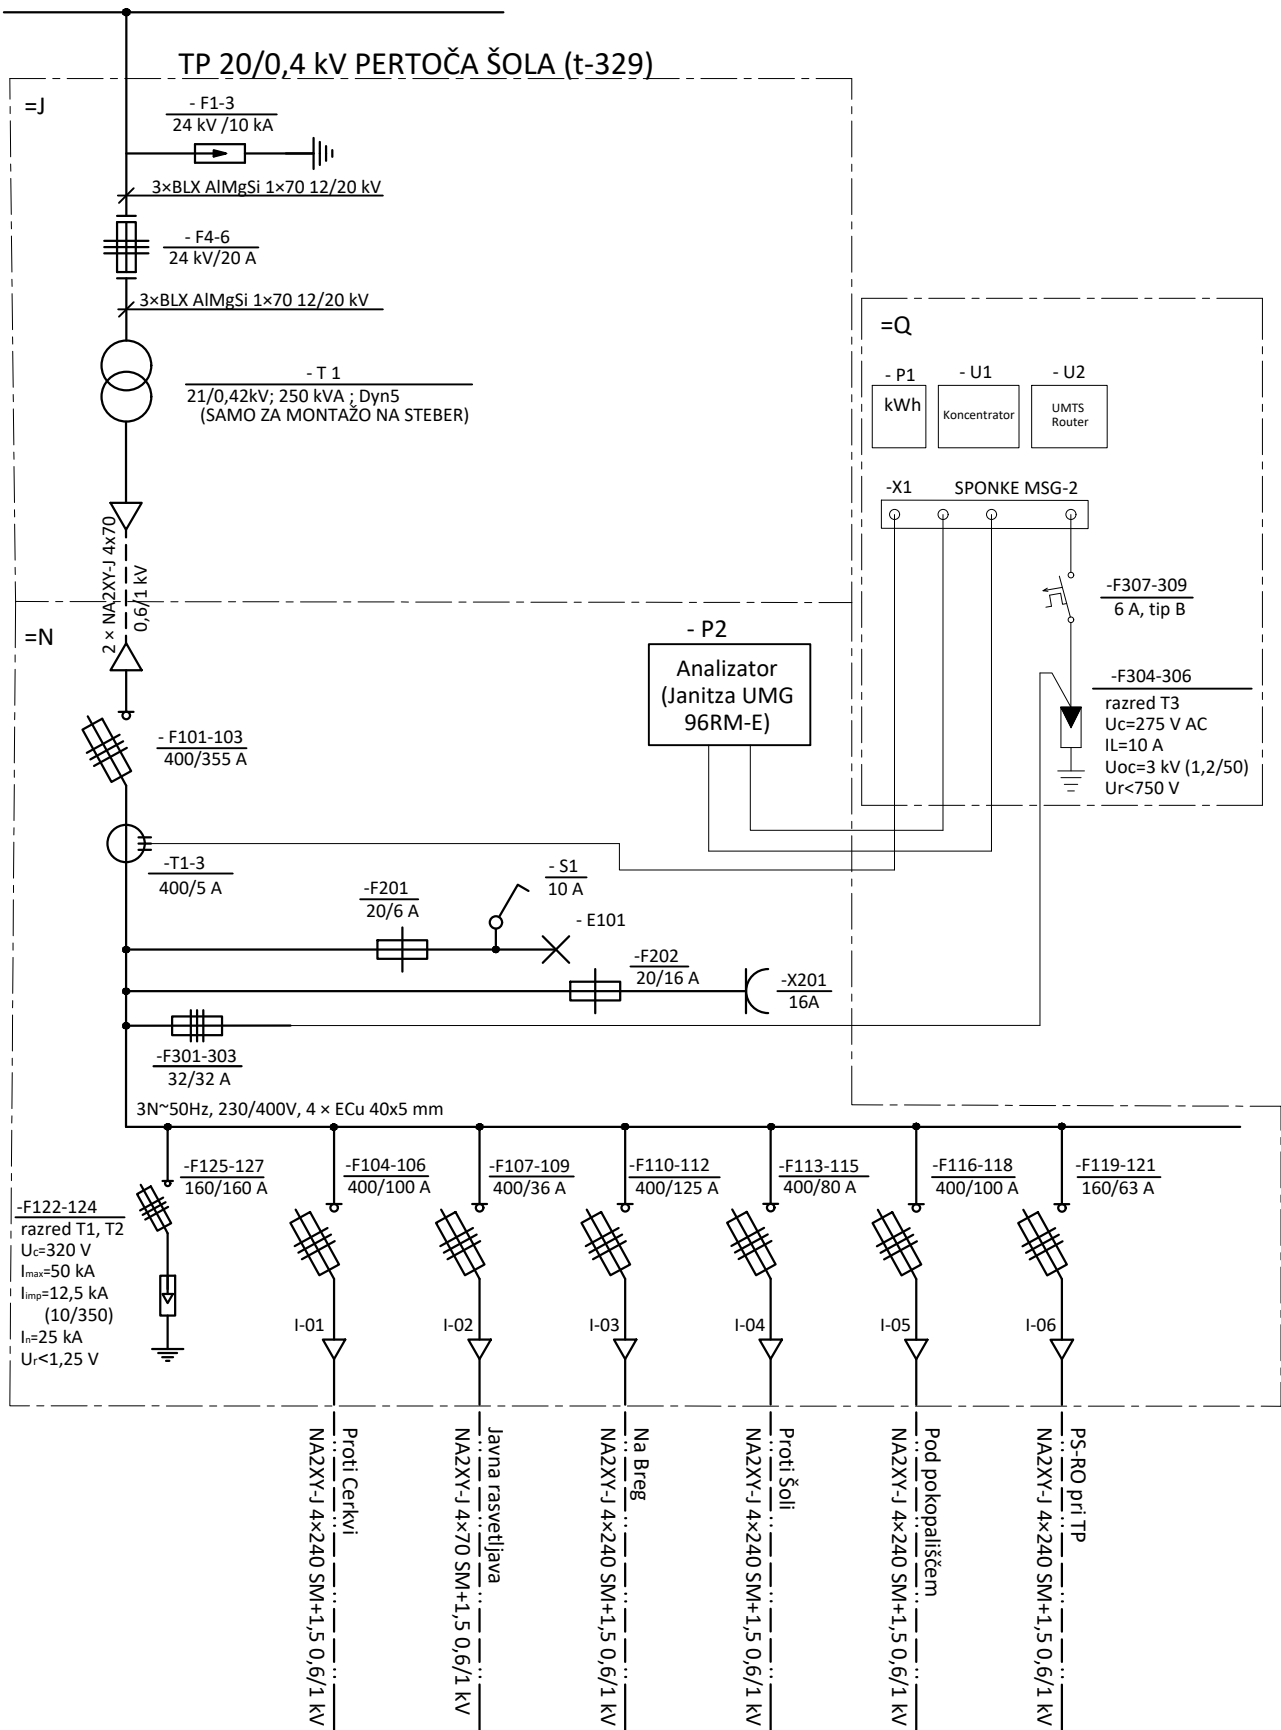 TP 20/0,4 kV PERTOČA ŠOLA (t-329)
=J
- F1-3
24 kV /10 kA
3×BLX AlMgSi 1×70 12/20 kV
- F4-6
24 kV/20 A
3×BLX AlMgSi 1×70 12/20 kV
- T 1
21/0,42kV; 250 kVA ; Dyn5
(SAMO ZA MONTAŽO NA STEBER)
2 × NA2XY-J 4x70
0,6/1 kV
=Q
- P1
kWh
- U1
Koncentrator
- U2
UMTS
Router
-X1
SPONKE MSG-2
-F307-309
6 A, tip B
-F304-306
razred T3
Uc=275 V AC
IL=10 A
Uoc=3 kV (1,2/50)
Ur<750 V
=N
- P2
Analizator
(Janitza UMG
96RM-E)
- F101-103
400/355 A
-T1-3
400/5 A
-F201
20/6 A
- S1
10 A
- E101
-F202
20/16 A
-X201
16A
-F301-303
32/32 A
3N~50Hz, 230/400V, 4 × ECu 40x5 mm
-F125-127
160/160 A
-F104-106
400/100 A
-F107-109
400/36 A
-F110-112
400/125 A
-F113-115
400/80 A
-F116-118
400/100 A
-F119-121
160/63 A
-F122-124
razred T1, T2
Uc=320 V
Imax=50 kA
Iimp=12,5 kA
(10/350)
In=25 kA
Ur<1,25 V
I-01
I-02
I-03
I-04
I-05
I-06
Proti Cerkvi
NA2XY-J 4×240 SM+1,5 0,6/1 kV
Javna rasvetljava
NA2XY-J 4×70 SM+1,5 0,6/1 kV
Na Breg
NA2XY-J 4×240 SM+1,5 0,6/1 kV
Proti Šoli
NA2XY-J 4×240 SM+1,5 0,6/1 kV
Pod pokopališčem
NA2XY-J 4×240 SM+1,5 0,6/1 kV
PS-RO pri TP
NA2XY-J 4×240 SM+1,5 0,6/1 kV